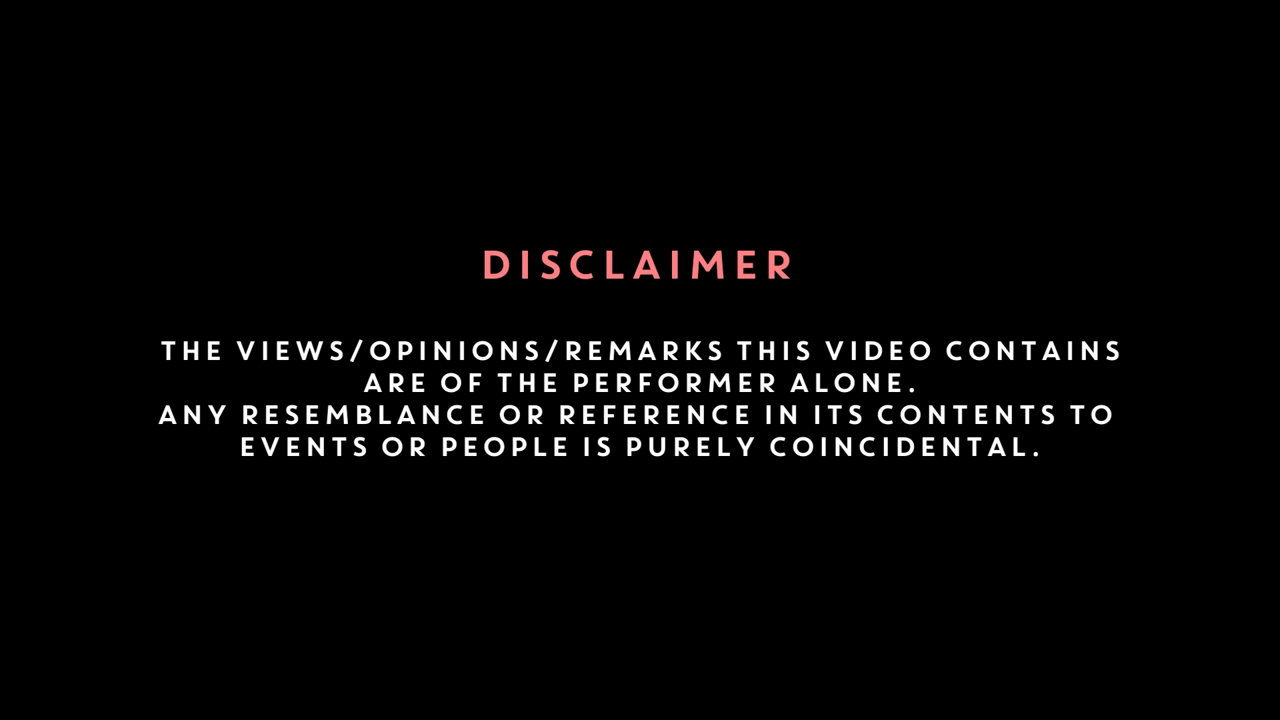 DISCLAIMER
THE VIEWS/OPINIONS/REMARKS THIS VIDEO CONTAINS
ARE OF THE PERFORMER ALONE.
ANY RESEMBLANCE OR REFERENCE IN ITS CONTENTS TO
EVENTS OR PEOPLE IS PURELY COINCIDENTAL.